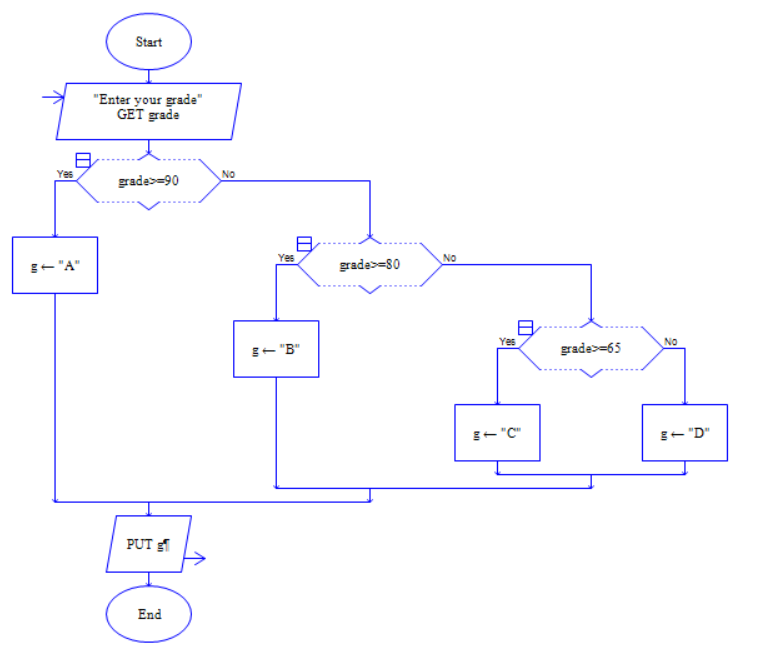 Start
"Enter your grade"
GET grade
Yes
grade>=90
No
g ← "A"
Yes
grade>=80
No
g ← "B"
Yes
grade>=65
No
g ← "C"
g ← "D"
PUT g¶
End